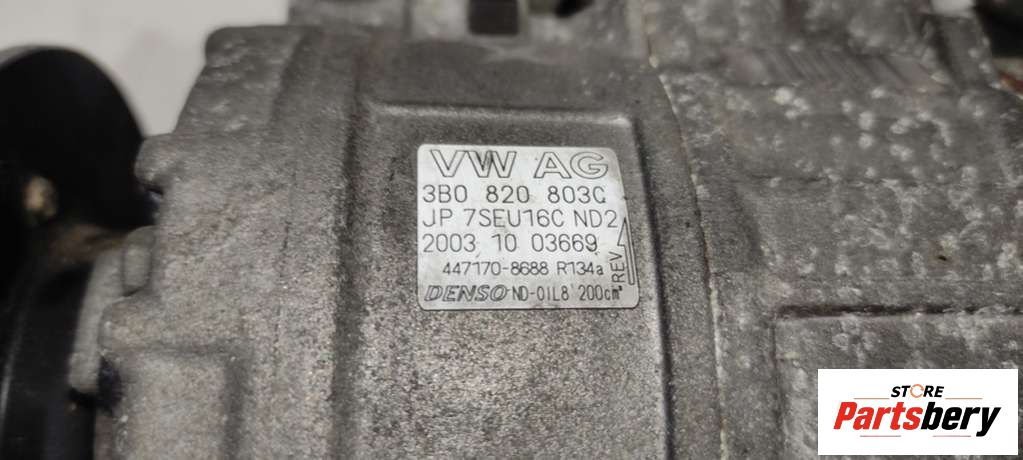 VW AG
3B0 820 803C
JP 7SEU16C ND2
2003 10 03669
447170-8688 R134a
REV
DENSO ND-OIL8 200cm³
STORE
Partsbery